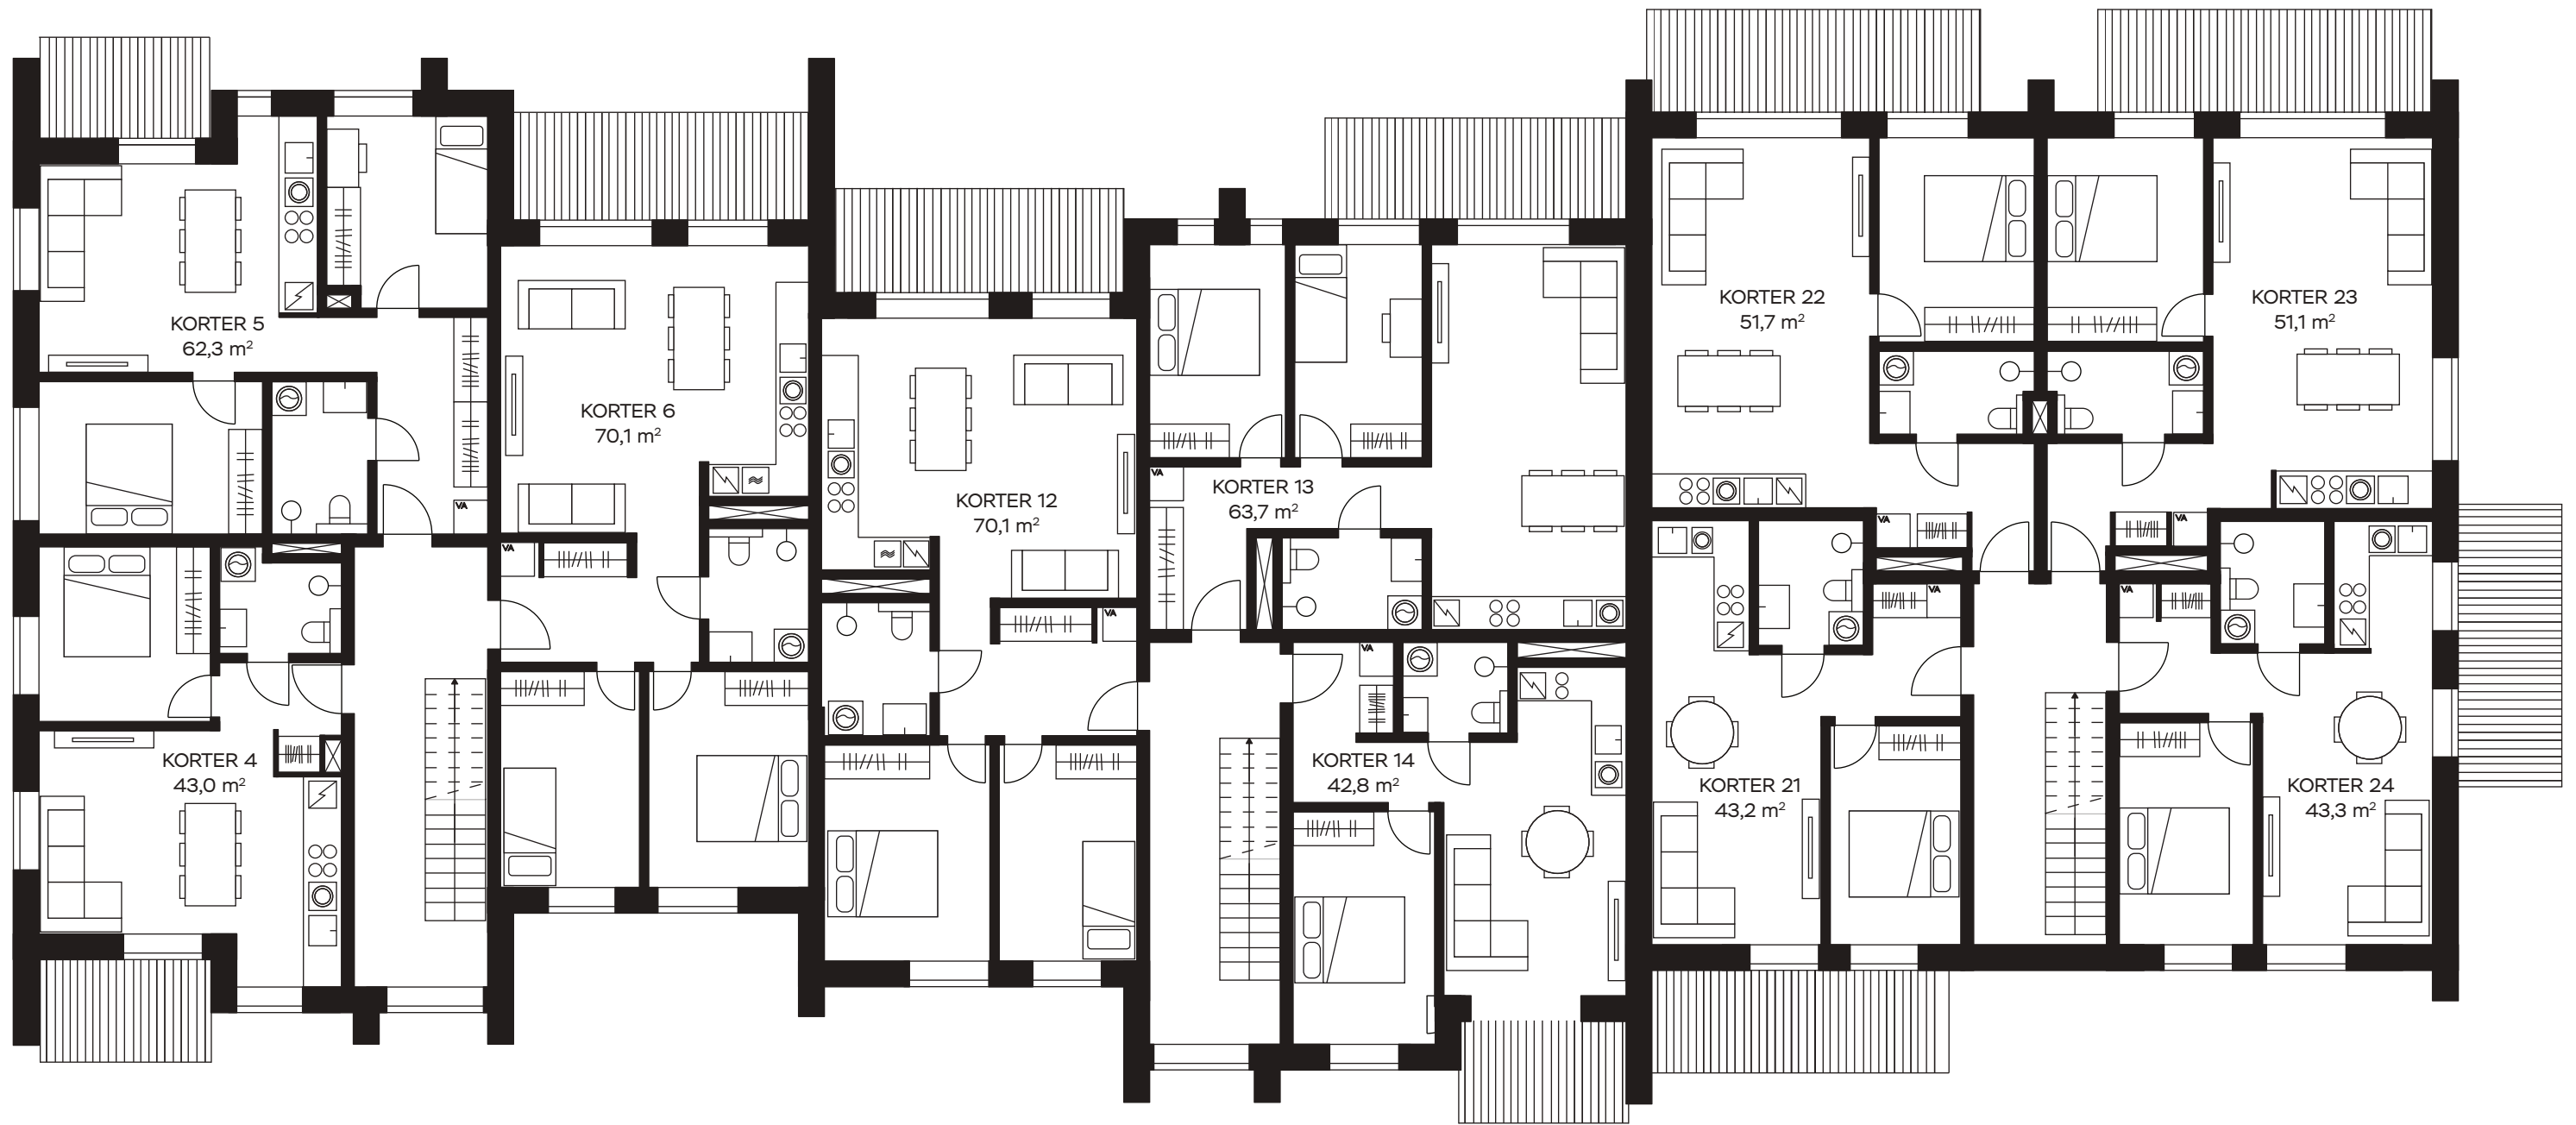 KORTER 5
62,3 m²
VA
KORTER 4
43,0 m²
KORTER 6
70,1 m²
VA
KORTER 12
70,1 m²
VA
VA
KORTER 13
63,7 m²
VA
KORTER 14
42,8 m²
KORTER 22
51,7 m²
VA
KORTER 23
51,1 m²
VA
VA
KORTER 21
43,2 m²
VA
KORTER 24
43,3 m²